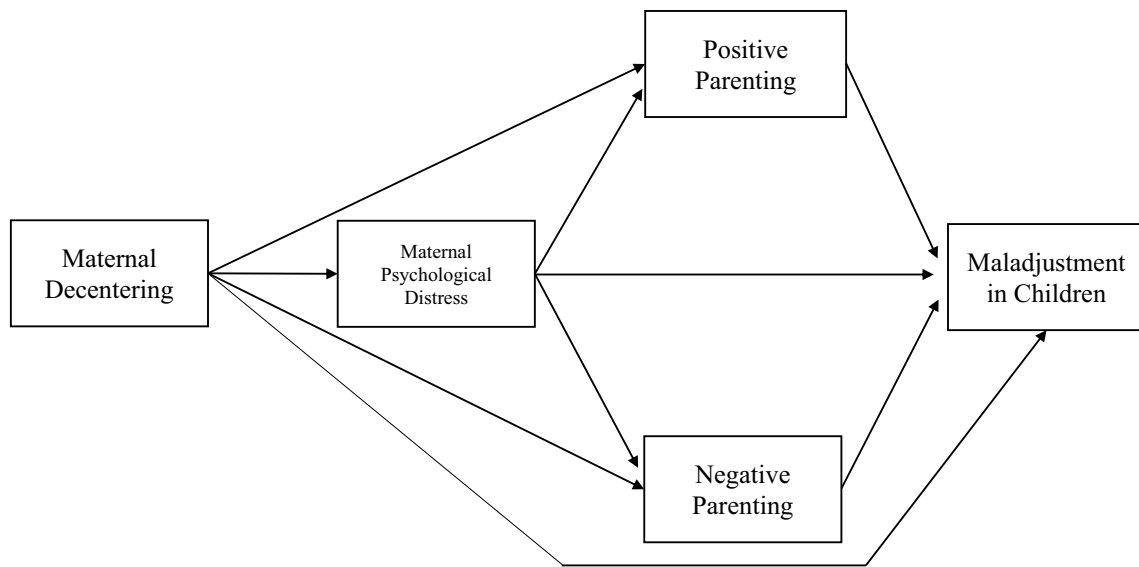 Positive
Parenting
Maternal
Decentering
Maternal
Psychological
Distress
Maladjustment
in Children
Negative
Parenting